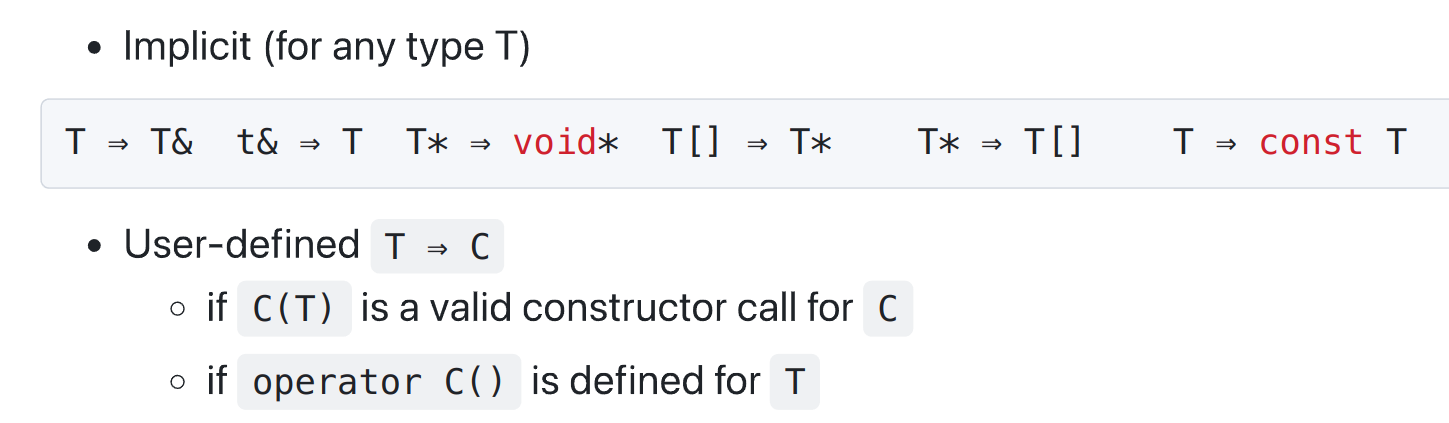 • Implicit (for any type T)
T ⇒ T&  t& ⇒ T  T* ⇒ void*  T[] ⇒ T*    T* ⇒ T[]    T ⇒ const T
• User-defined T ⇒ C
◦ if C(T) is a valid constructor call for C
◦ if operator C() is defined for T